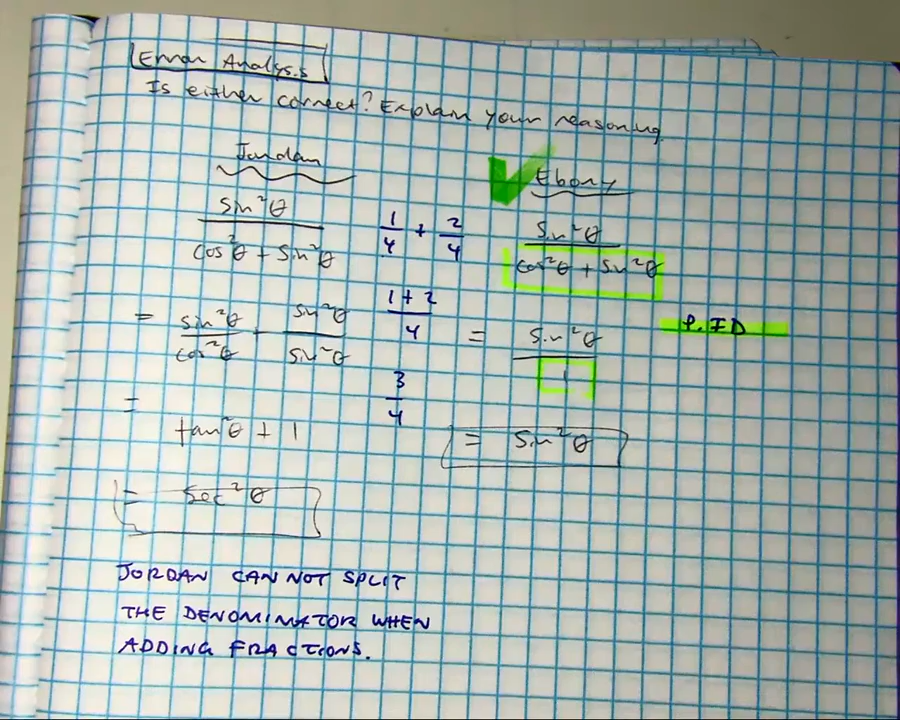 Error Analysis
Is either correct? Explain your reasoning
Jordan
sin²θ
cos²θ + sin²θ
= sin²θ + sin²θ
cos²θ sin²θ
=
tan²θ + 1
= sec²θ
JORDAN CAN NOT SPLIT
THE DENOMINATOR WHEN
ADDING FRACTIONS.
1 + 2
4 4
1 + 2
4
3
4
Ebony
sin²θ
cos²θ + sin²θ
= sin²θ
1
= sin²θ
P. ID